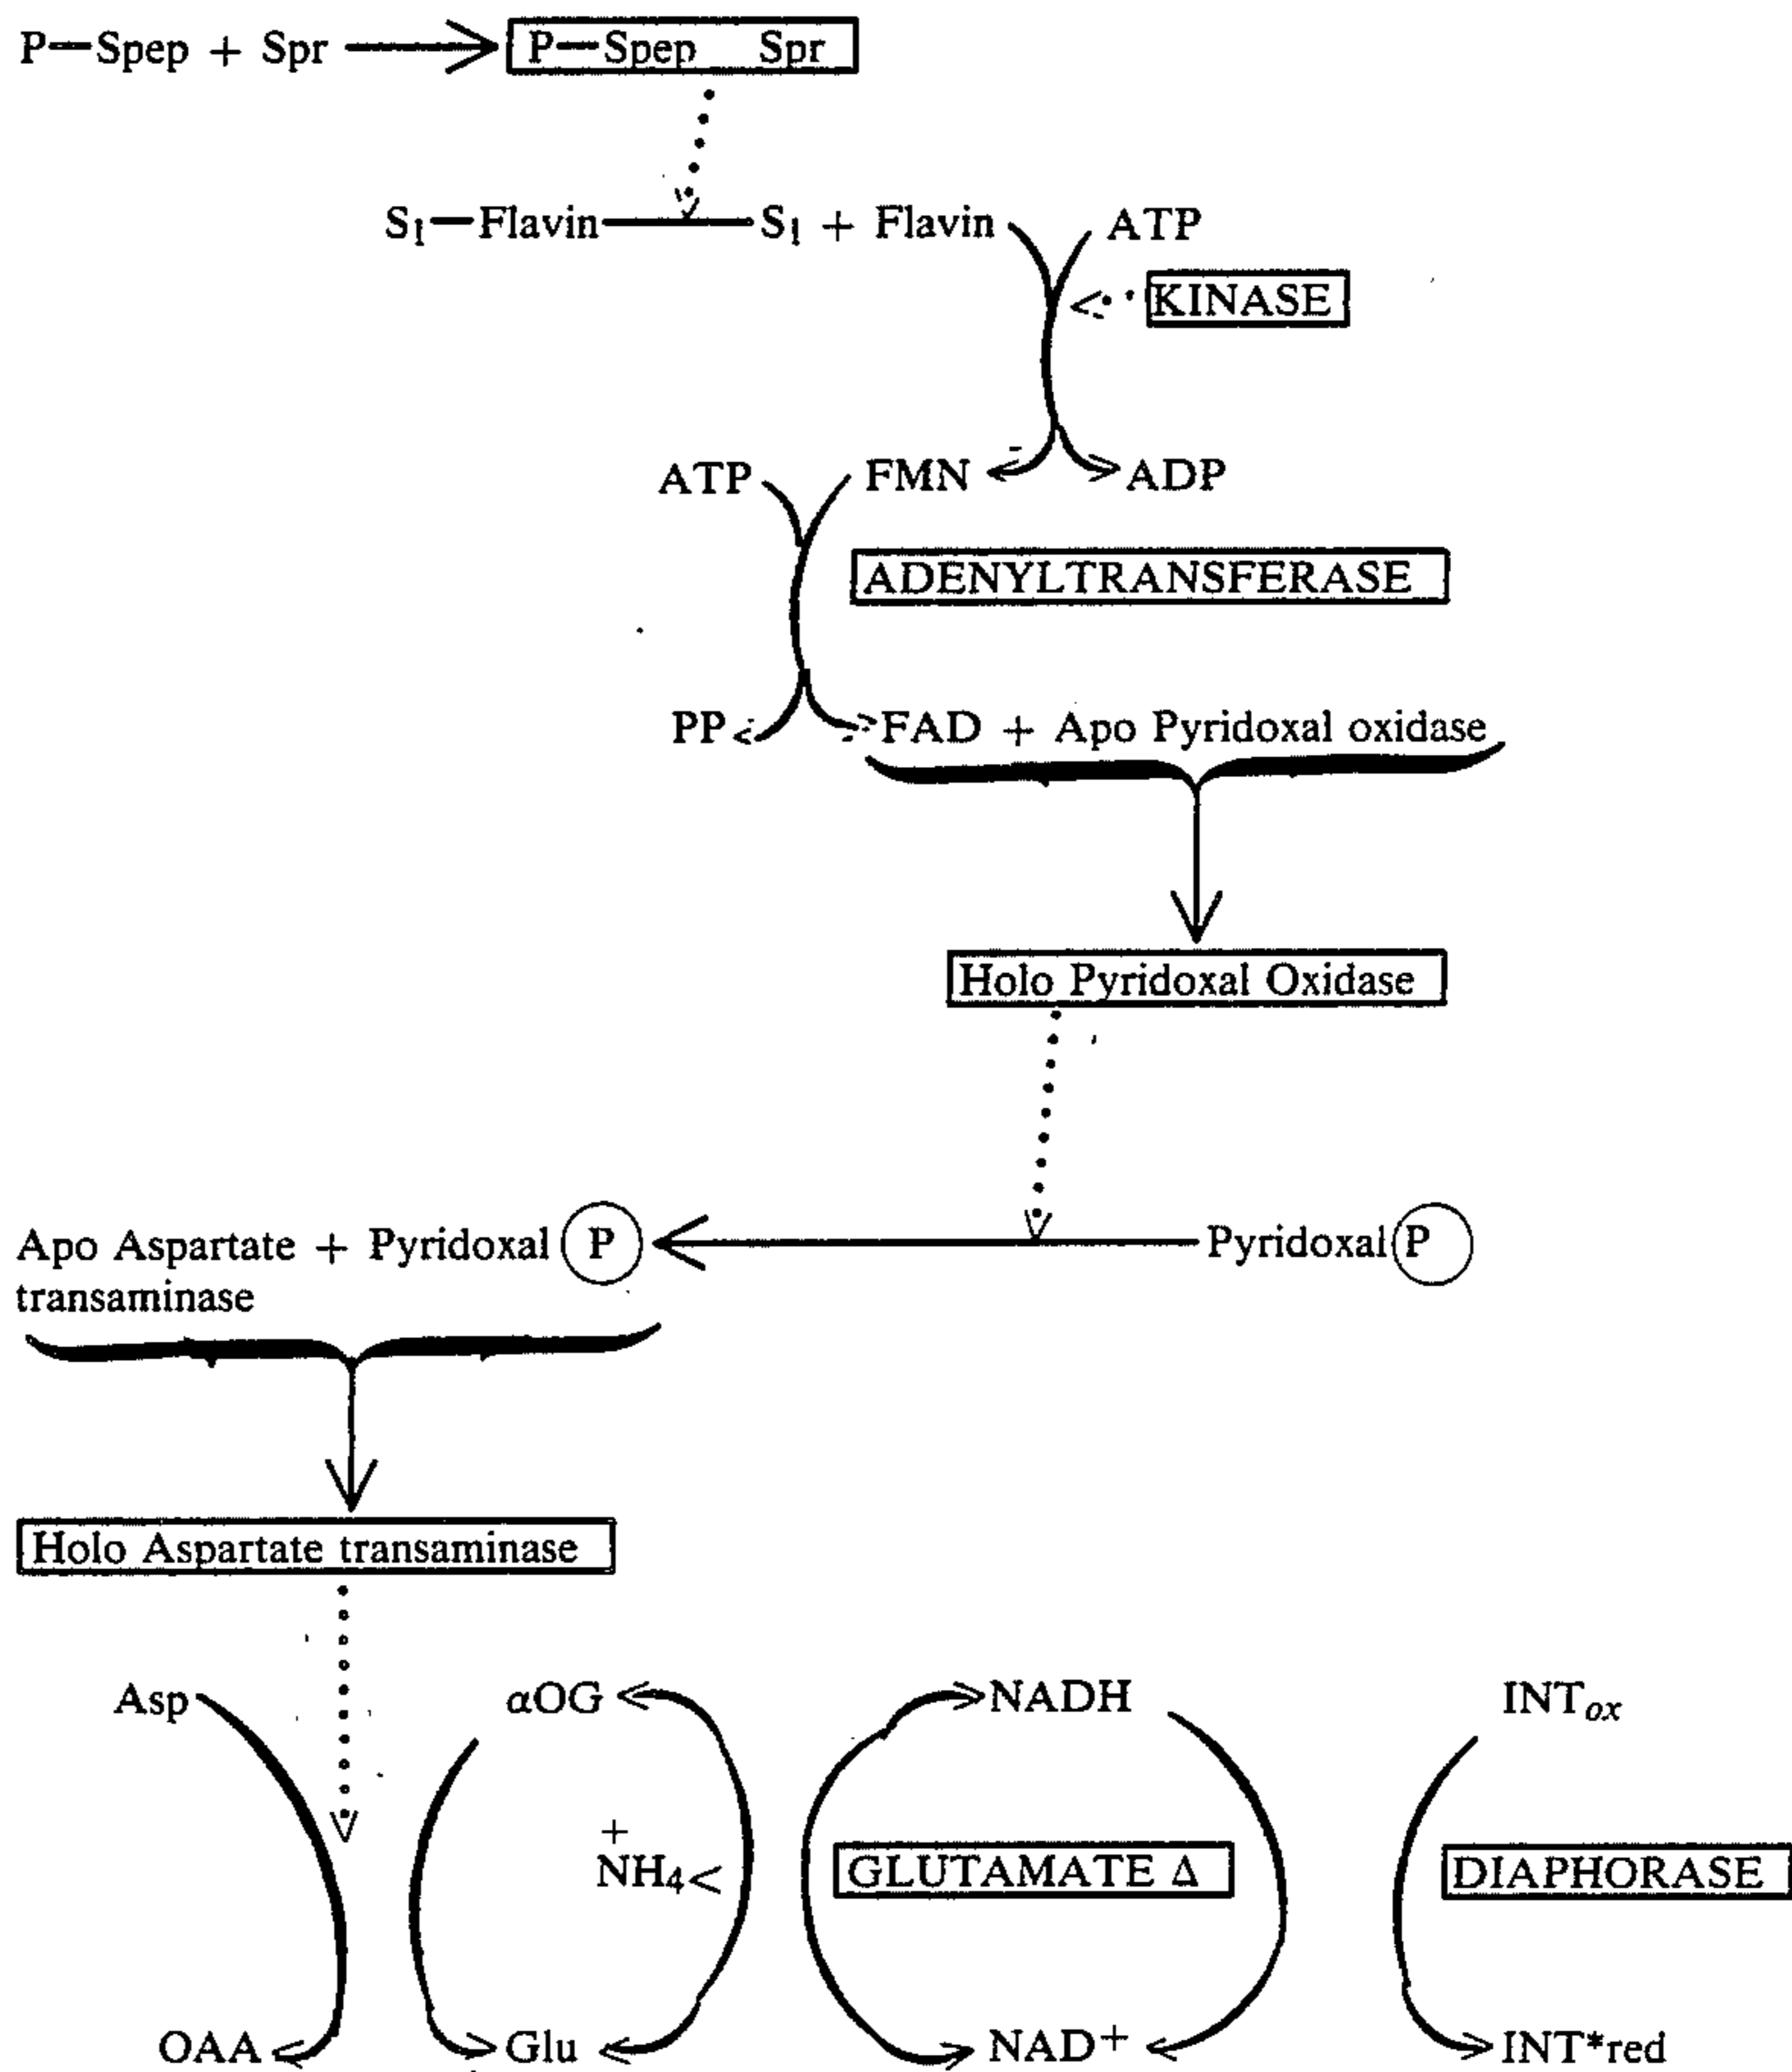 P—Spep + Spr
P—Spep Spr
S₁—Flavin
S₁ + Flavin
ATP
KINASE
ATP
FMN
ADP
ADENYLTRANSFERASE
PP
FAD + Apo Pyridoxal oxidase
Holo Pyridoxal Oxidase
Apo Aspartate + Pyridoxal P
transaminase
Pyridoxal P
Holo Aspartate transaminase
Asp
αOG
NADH
INTox
+
NH₄
GLUTAMATE Δ
DIAPHORASE
OAA
Glu
NAD⁺
INT*red